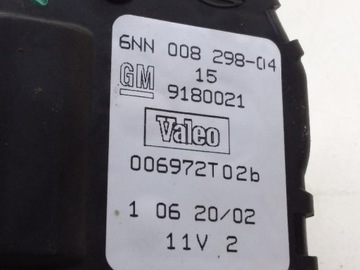 6NN 008 298-04
15
GM 9180021
Valeo
006972T02b
1 06 20/02
11V 2